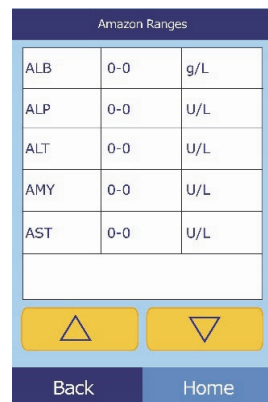 Amazon Ranges
ALB 0-0 g/L
ALP 0-0 U/L
ALT 0-0 U/L
AMY 0-0 U/L
AST 0-0 U/L
Back Home